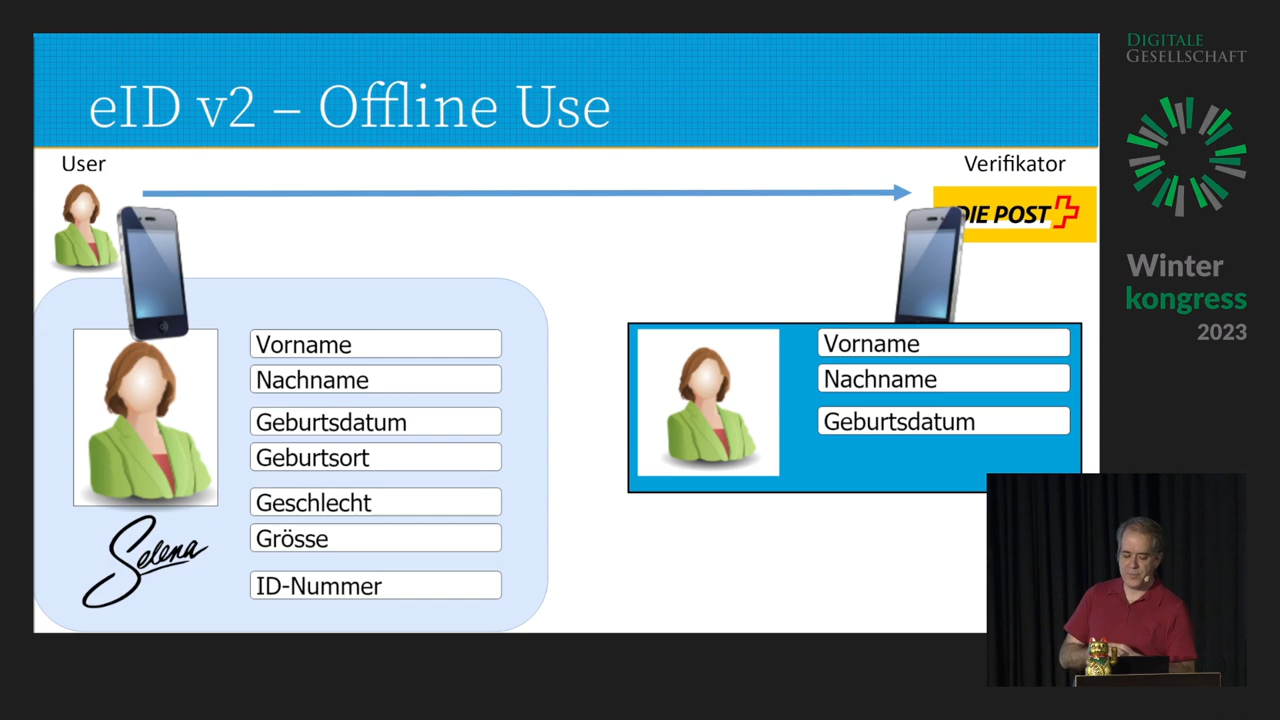 eID v2 – Offline Use
User
Verifikator
DIE POST
Vorname
Nachname
Geburtsdatum
Geburtsort
Geschlecht
Grösse
ID-Nummer
Selena
Vorname
Nachname
Geburtsdatum
DIGITALE
GESELLSCHAFT
Winter
kongress
2023